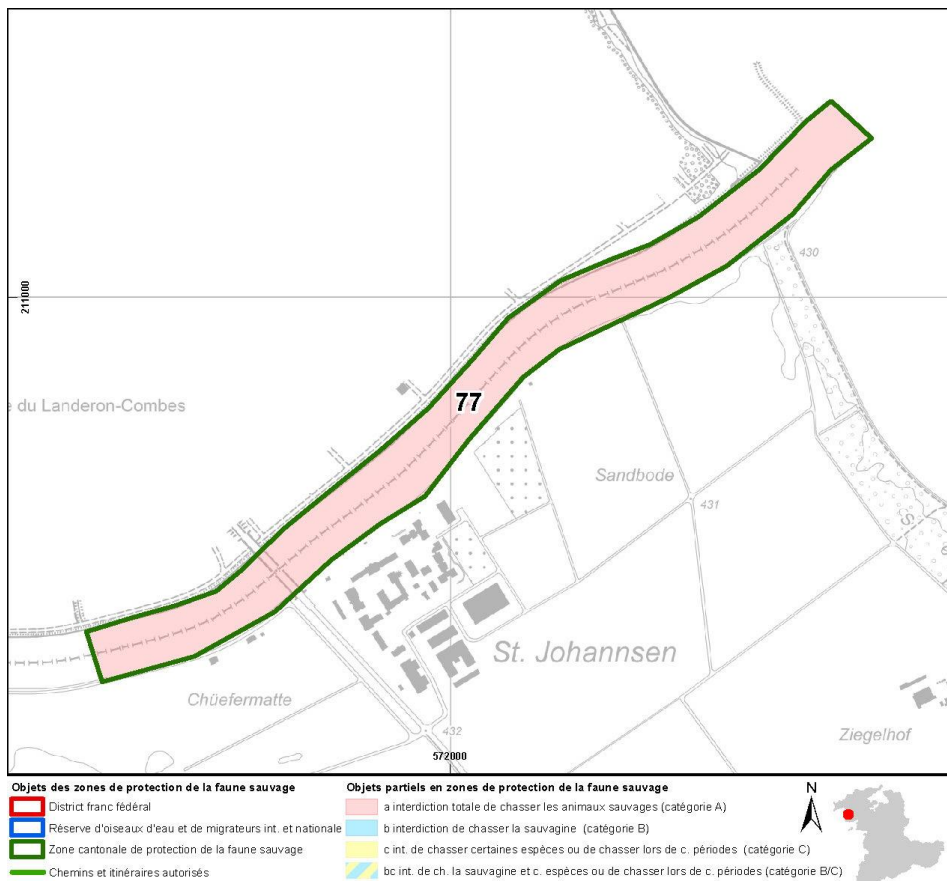 430
211000
e du Landeron-Combes
77
Sandbode
431
St. Johannsen
Chüefermatte
Ziegelhof
432
572000
Objets des zones de protection de la faune sauvage
District franc fédéral
Réserve d'oiseaux d'eau et de migrateurs int. et nationale
Zone cantonale de protection de la faune sauvage
Chemins et itinéraires autorisés
Objets partiels en zones de protection de la faune sauvage
a interdiction totale de chasser les animaux sauvages (catégorie A)
b interdiction de chasser la sauvagine (catégorie B)
c int. de chasser certaines espèces ou de chasser lors de c. périodes (catégorie C)
bc int. de ch. la sauvagine et c. espèces ou de chasser lors de c. périodes (catégorie B/C)
N